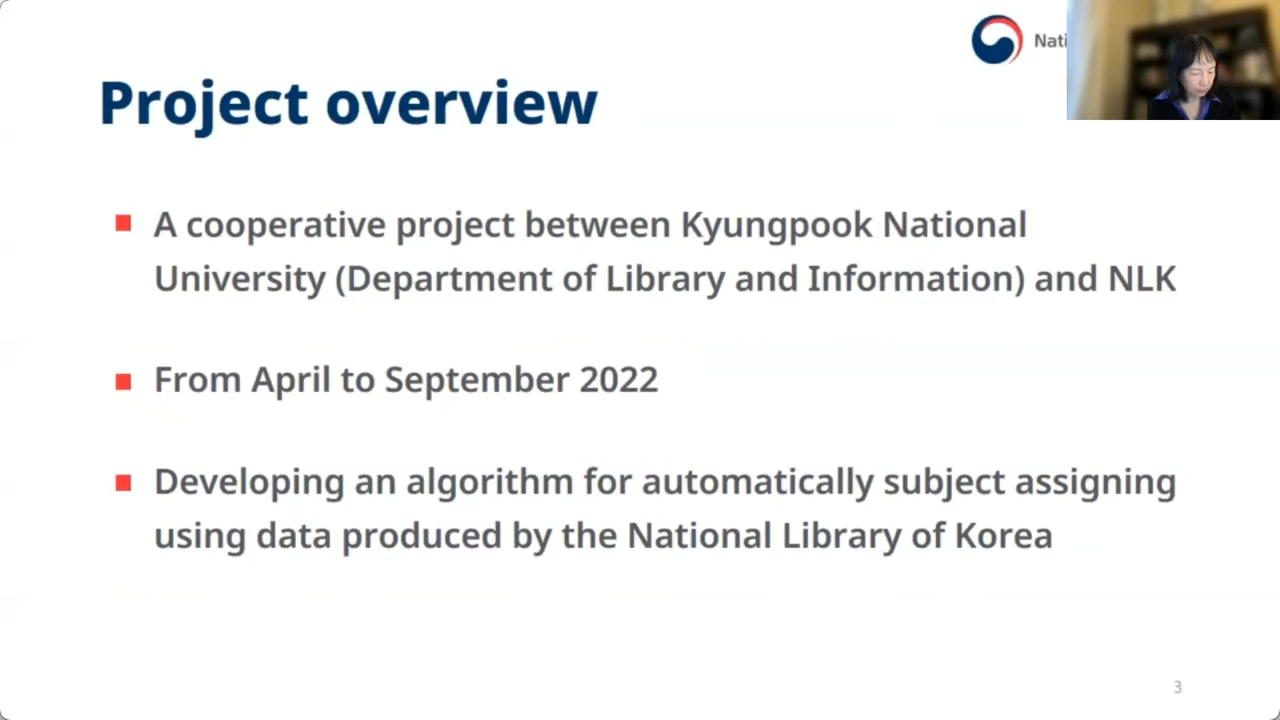 Nati
Project overview
A cooperative project between Kyungpook National
University (Department of Library and Information) and NLK
From April to September 2022
Developing an algorithm for automatically subject assigning
using data produced by the National Library of Korea
3